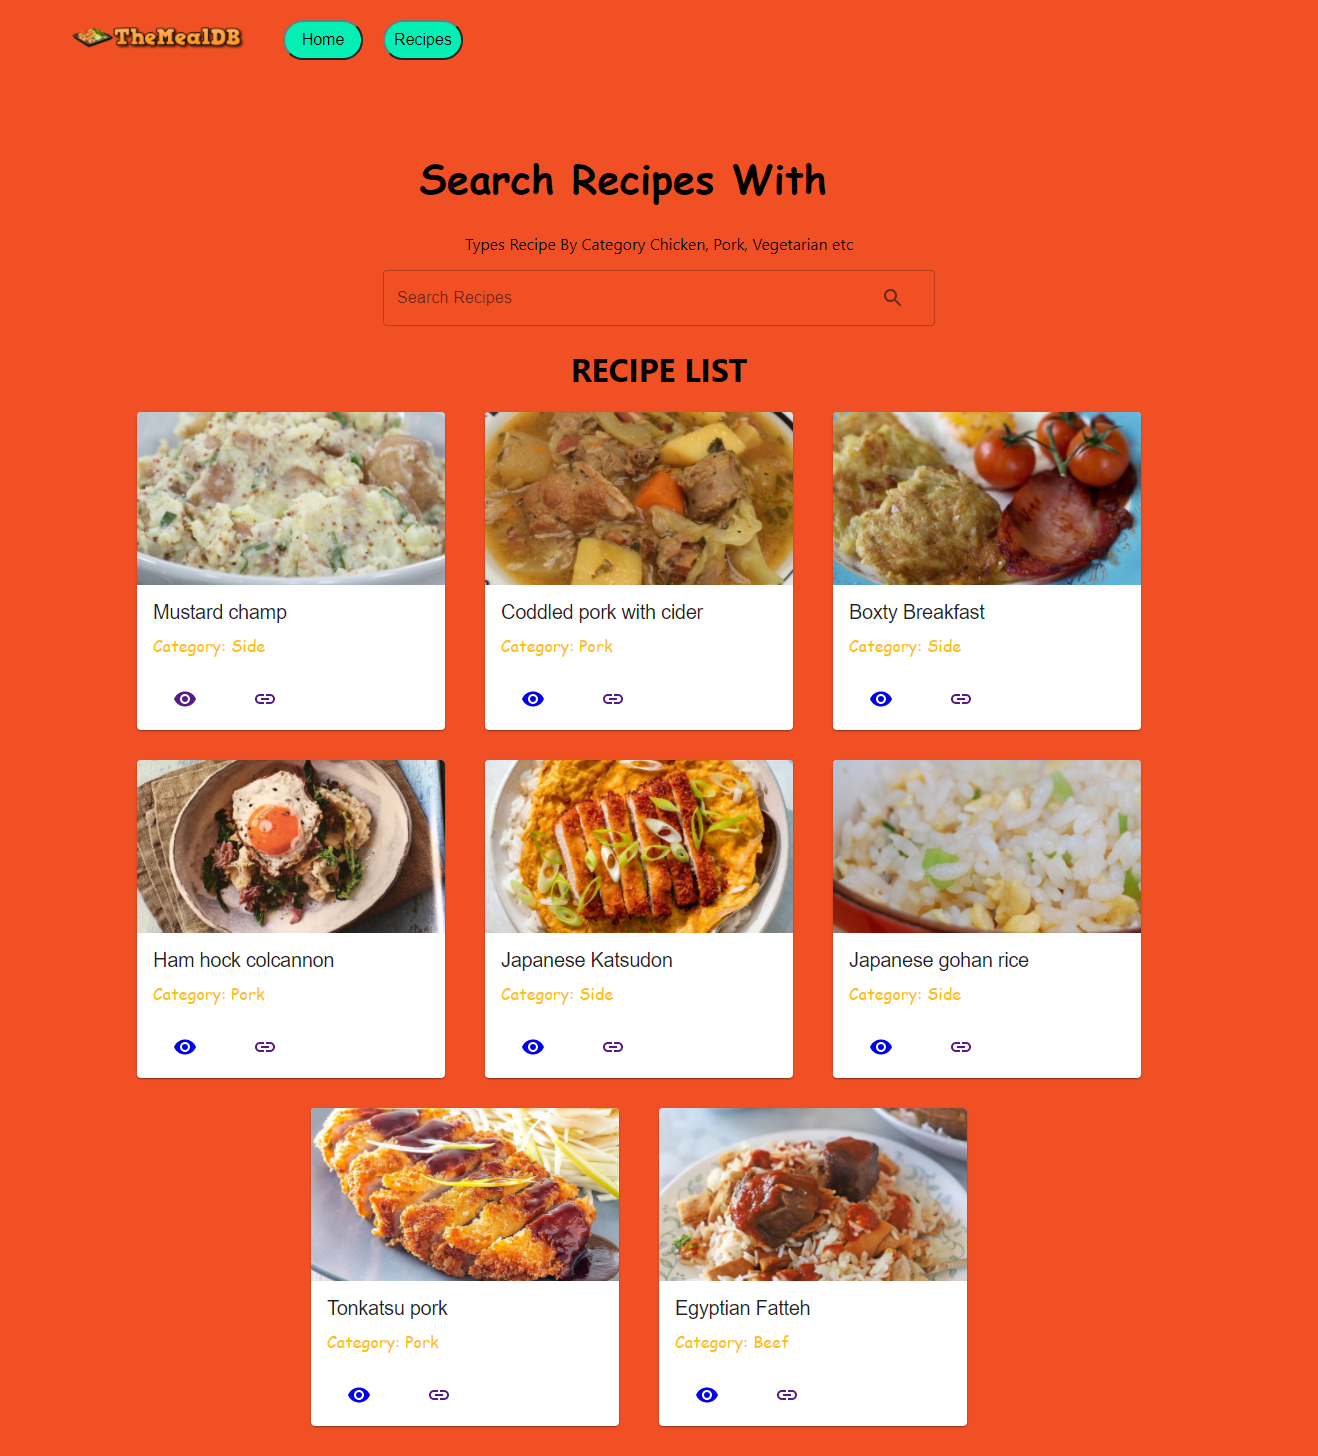 TheMealDB
Home
Recipes
Search Recipes With
Types Recipe By Category Chicken, Pork, Vegetarian etc
Search Recipes
RECIPE LIST
Mustard champ
Category: Side
Coddled pork with cider
Category: Pork
Boxty Breakfast
Category: Side
Ham hock colcannon
Category: Pork
Japanese Katsudon
Category: Side
Japanese gohan rice
Category: Side
Tonkatsu pork
Category: Pork
Egyptian Fatteh
Category: Beef